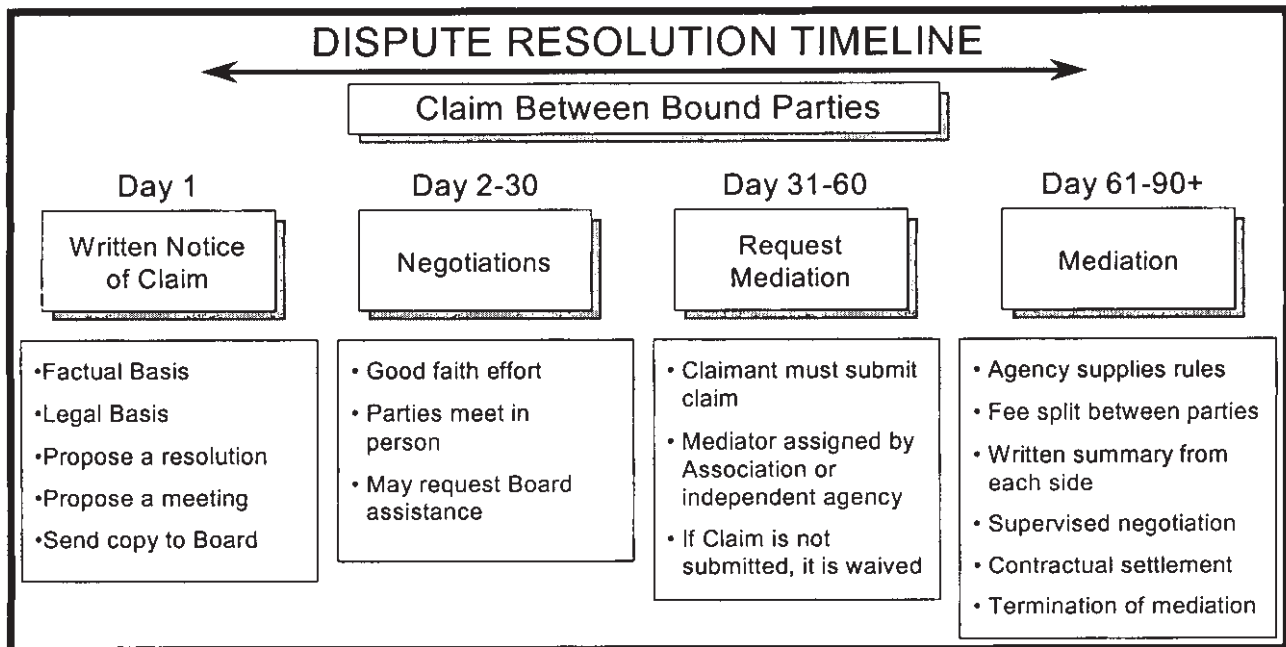 DISPUTE RESOLUTION TIMELINE
Claim Between Bound Parties
Day 1
Written Notice
of Claim
•Factual Basis
•Legal Basis
•Propose a resolution
•Propose a meeting
•Send copy to Board
Day 2-30
Negotiations
• Good faith effort
• Parties meet in
person
• May request Board
assistance
Day 31-60
Request
Mediation
• Claimant must submit
claim
• Mediator assigned by
Association or
independent agency
• If Claim is not
submitted, it is waived
Day 61-90+
Mediation
• Agency supplies rules
• Fee split between parties
• Written summary from
each side
• Supervised negotiation
• Contractual settlement
• Termination of mediation